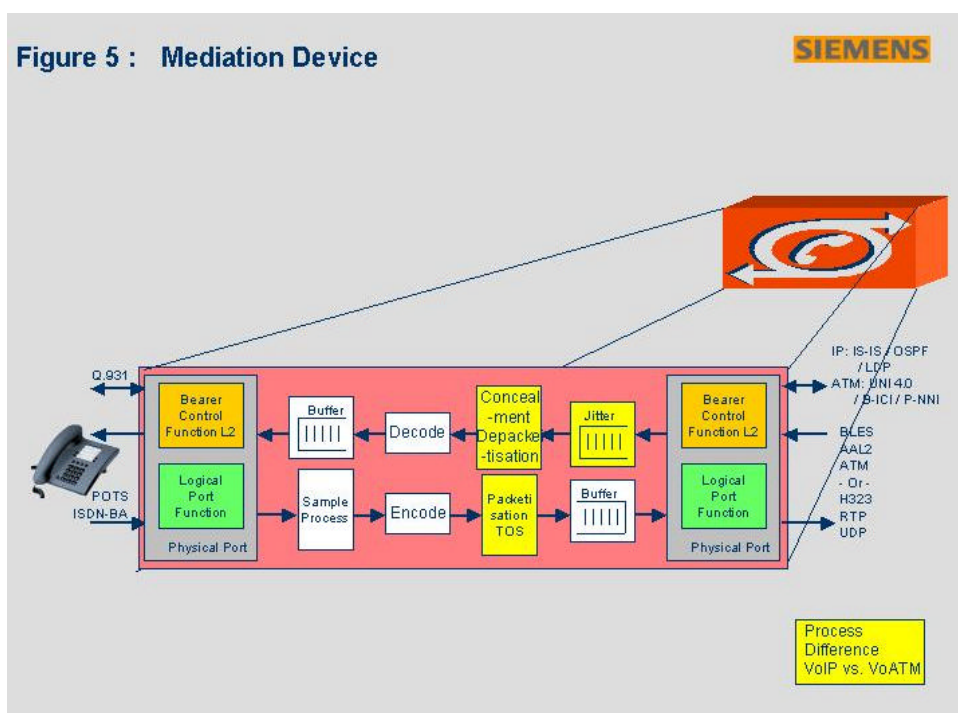 Figure 5 : Mediation Device
SIEMENS
IP: IS-IS / OSPF
/ LDP
ATM: UNI 4.0
/ B-ICI / P-NNI
Q.931
Bearer
Control
Function L2
Buffer
Decode
Conceal
-ment
Depacke
-tisation
Jitter
Bearer
Control
Function L2
BLES
AAL2
ATM
- Or -
H323
RTP
UDP
POTS
ISDN-BA
Logical
Port
Function
Physical Port
Sample
Process
Encode
Packeti
sation
TOS
Buffer
Logical
Port
Function
Physical Port
Process
Difference
VoIP vs. VoATM